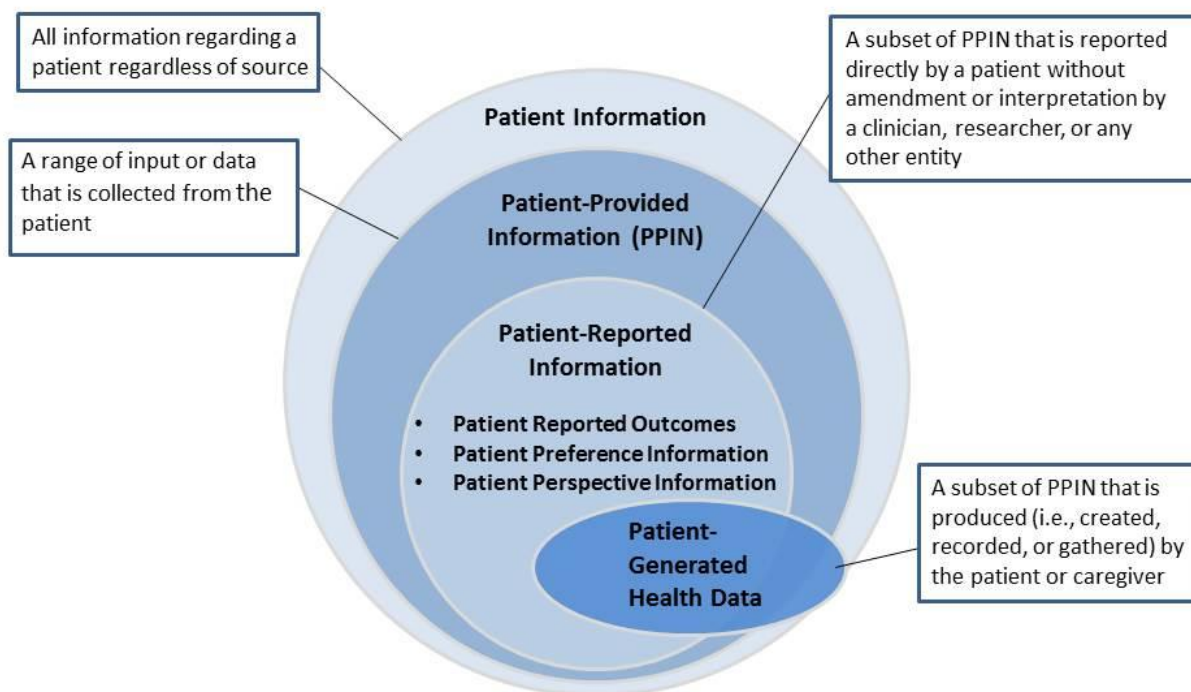 All information regarding a
patient regardless of source
A range of input or data
that is collected from the
patient
A subset of PPIN that is reported
directly by a patient without
amendment or interpretation by
a clinician, researcher, or any
other entity
Patient Information
Patient-Provided
Information (PPIN)
Patient-Reported
Information
• Patient Reported Outcomes
• Patient Preference Information
• Patient Perspective Information
Patient-
Generated
Health Data
A subset of PPIN that is
produced (i.e., created,
recorded, or gathered) by
the patient or caregiver